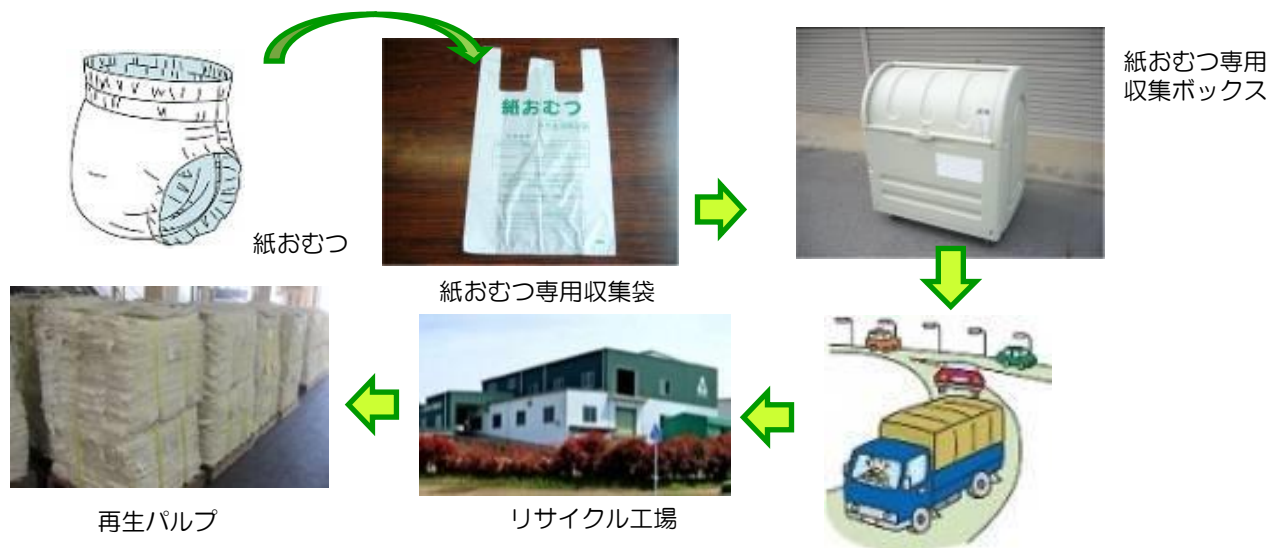 紙おむつ
紙おむつ
紙おむつ専用収集袋
紙おむつ専用
収集ボックス
再生パルプ
リサイクル工場